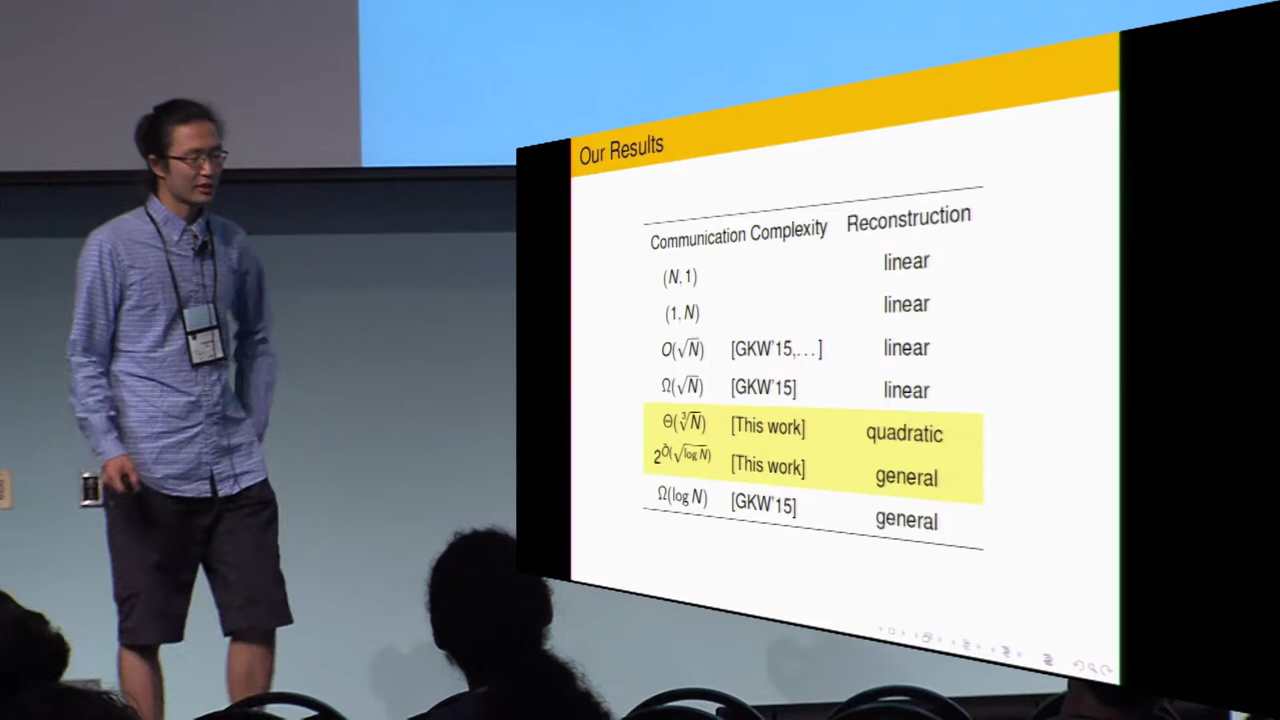 Our Results
Communication Complexity Reconstruction
(N, 1) linear
(1, N) linear
O(√N) [GKW'15,...] linear
Ω(√N) [GKW'15] linear
Θ(∛N) [This work] quadratic
2^Õ(√log N) [This work] general
Ω(log N) [GKW'15] general